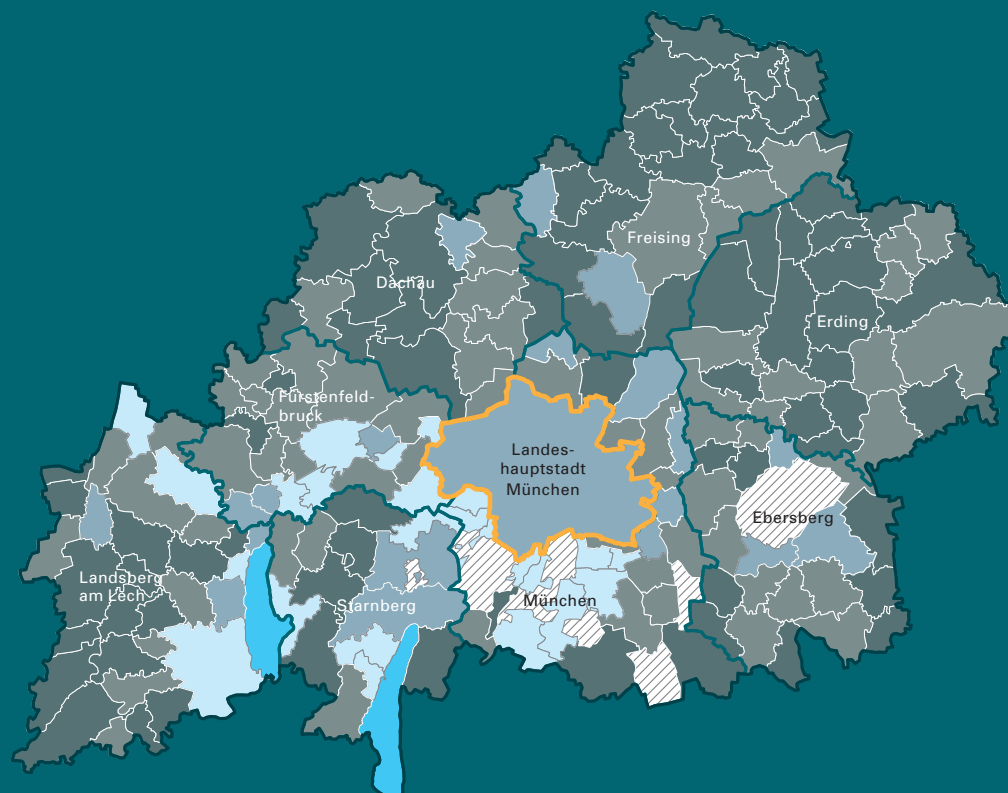 Freising
Dachau
Erding
Fürstenfeld-
bruck
Landes-
hauptstadt
München
Ebersberg
Landsberg
am Lech
Starnberg
München